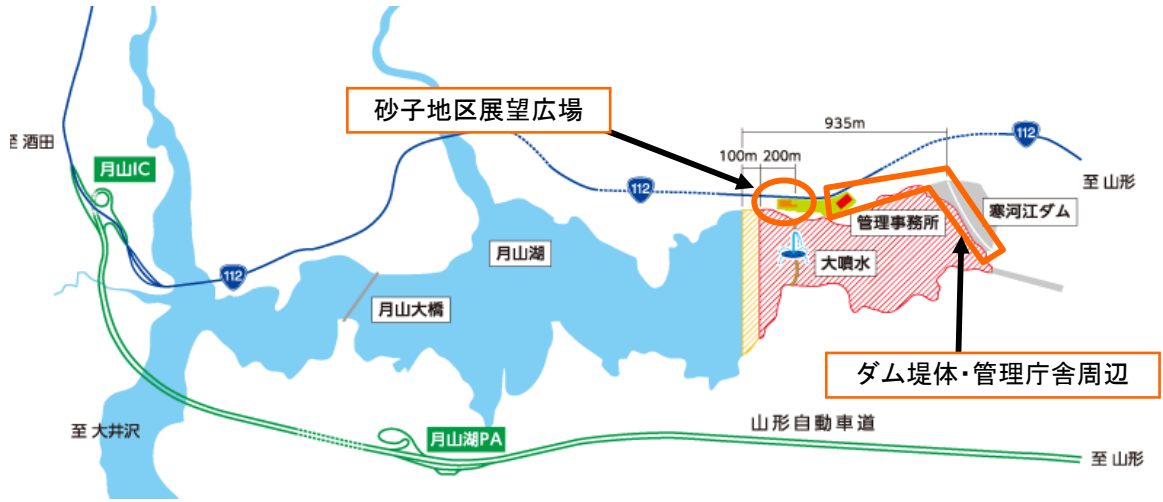 砂子地区展望広場
935m
100m
200m
112
至 山形
至 酒田
月山IC
112
管理事務所
寒河江ダム
月山湖
大噴水
112
月山大橋
ダム堤体・管理庁舎周辺
至 大井沢
月山湖PA
山形自動車道
至 山形